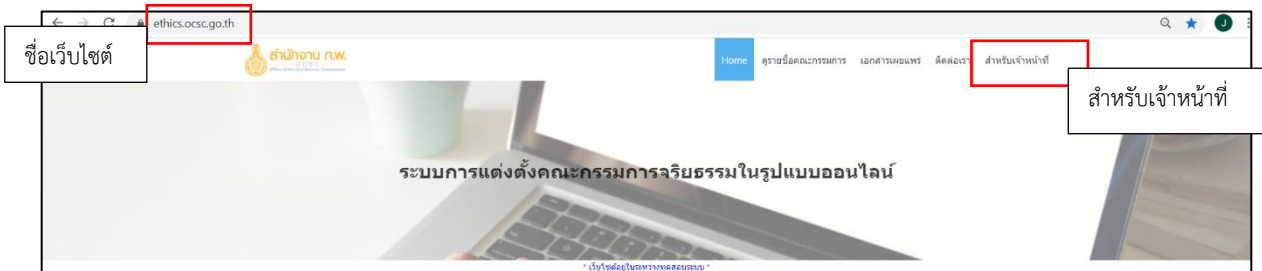 ethics.ocsc.go.th
J
ชื่อเว็บไซต์
สำนักงาน ก.พ.
OCSC
Office of the Civil Service Commission
Home ดูรายชื่อคณะกรรมการ เอกสารเผยแพร่ ติดต่อเรา สำหรับเจ้าหน้าที่
สำหรับเจ้าหน้าที่
ระบบการแต่งตั้งคณะกรรมการจริยธรรมในรูปแบบออนไลน์
* เว็บไซต์อยู่ในระหว่างทดสอบระบบ *